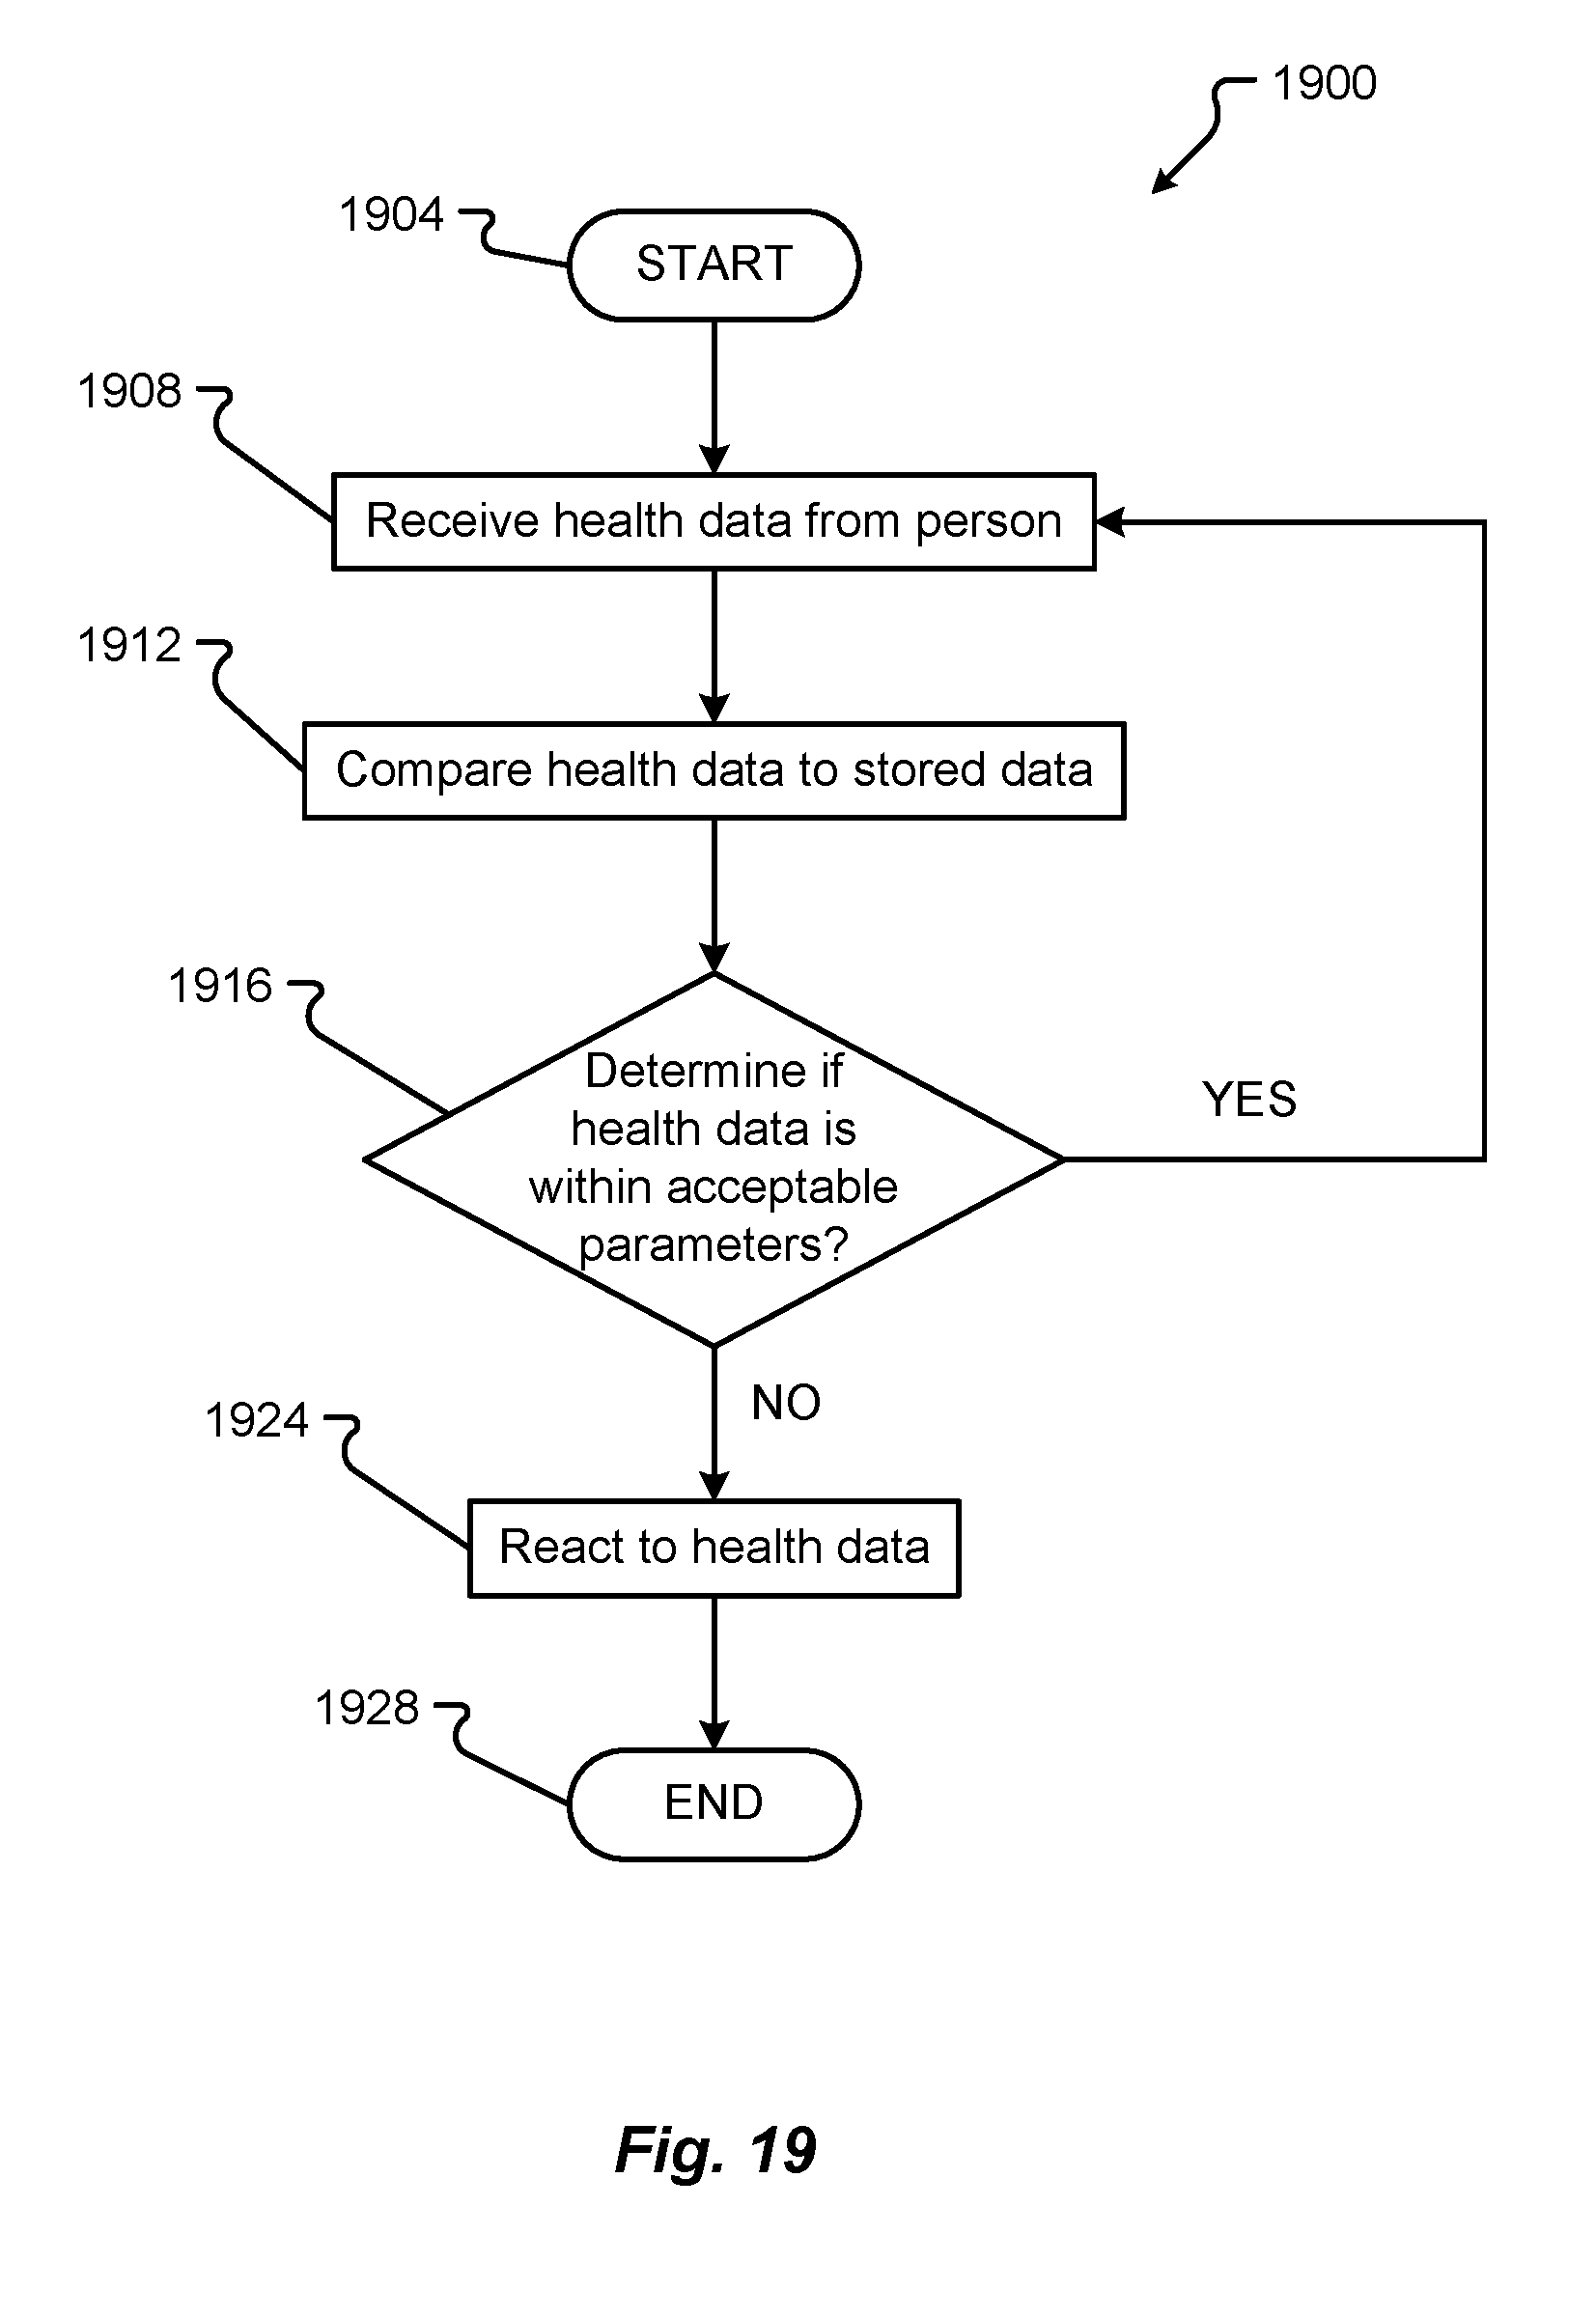 1900
1904
START
1908
Receive health data from person
1912
Compare health data to stored data
1916
Determine if
health data is
within acceptable
parameters?
YES
NO
1924
React to health data
1928
END
Fig. 19